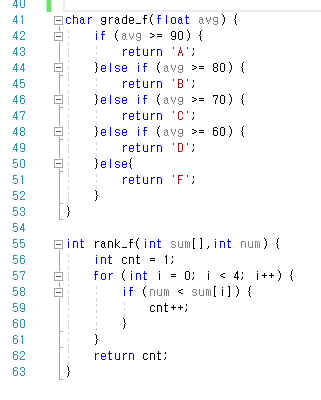 40
41 char grade_f(float avg) {
42 if (avg >= 90) {
43 return 'A';
44 }else if (avg >= 80) {
45 return 'B';
46 }else if (avg >= 70) {
47 return 'C';
48 }else if (avg >= 60) {
49 return 'D';
50 }else{
51 return 'F';
52 }
53 }
54
55 int rank_f(int sum[],int num) {
56 int cnt = 1;
57 for (int i = 0; i < 4; i++) {
58 if (num < sum[i]) {
59 cnt++;
60 }
61 }
62 return cnt;
63 }